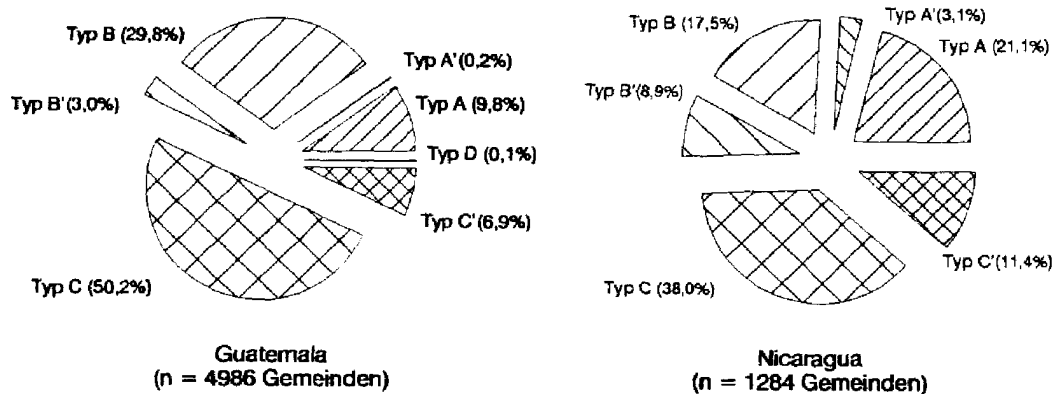 Typ B (29,8%)
Typ A'(0,2%)
Typ B'(3,0%)
Typ A (9,8%)
Typ D (0,1%)
Typ C'(6,9%)
Typ C (50,2%)
Guatemala
(n = 4986 Gemeinden)
Typ B (17,5%)
Typ A'(3,1%)
Typ A (21,1%)
Typ B'(8,9%)
Typ C'(11,4%)
Typ C (38,0%)
Nicaragua
(n = 1284 Gemeinden)